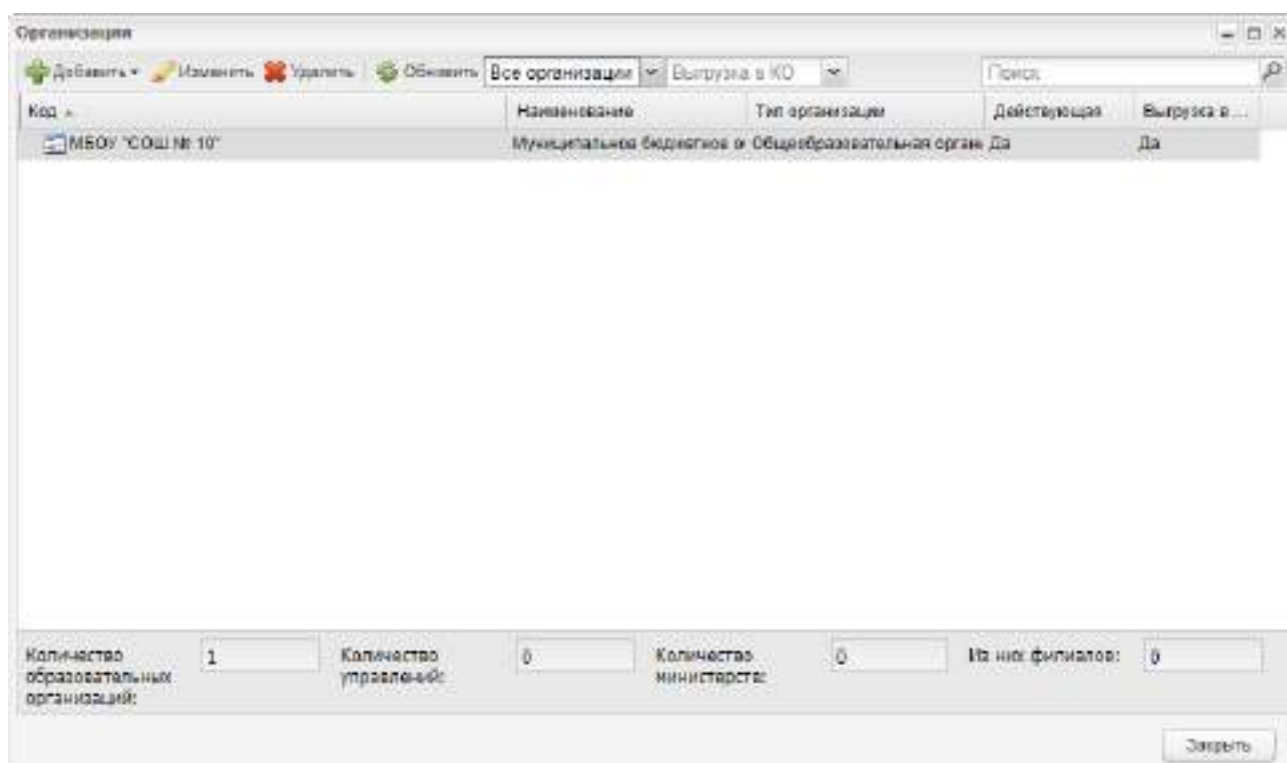 Организации
Добавить Изменить Удалить Обновить Все организации Выгрузка в КО Поиск
Код Наименование Тип организации Действующая Выгрузка в ...
МБОУ "СОШ № 10" Муниципальное бюджетное о Общеобразовательная орган Да Да
Количество образовательных организаций: 1 Количество управлений: 0 Количество министерств: 0 Из них филиалов: 0
Закрыть